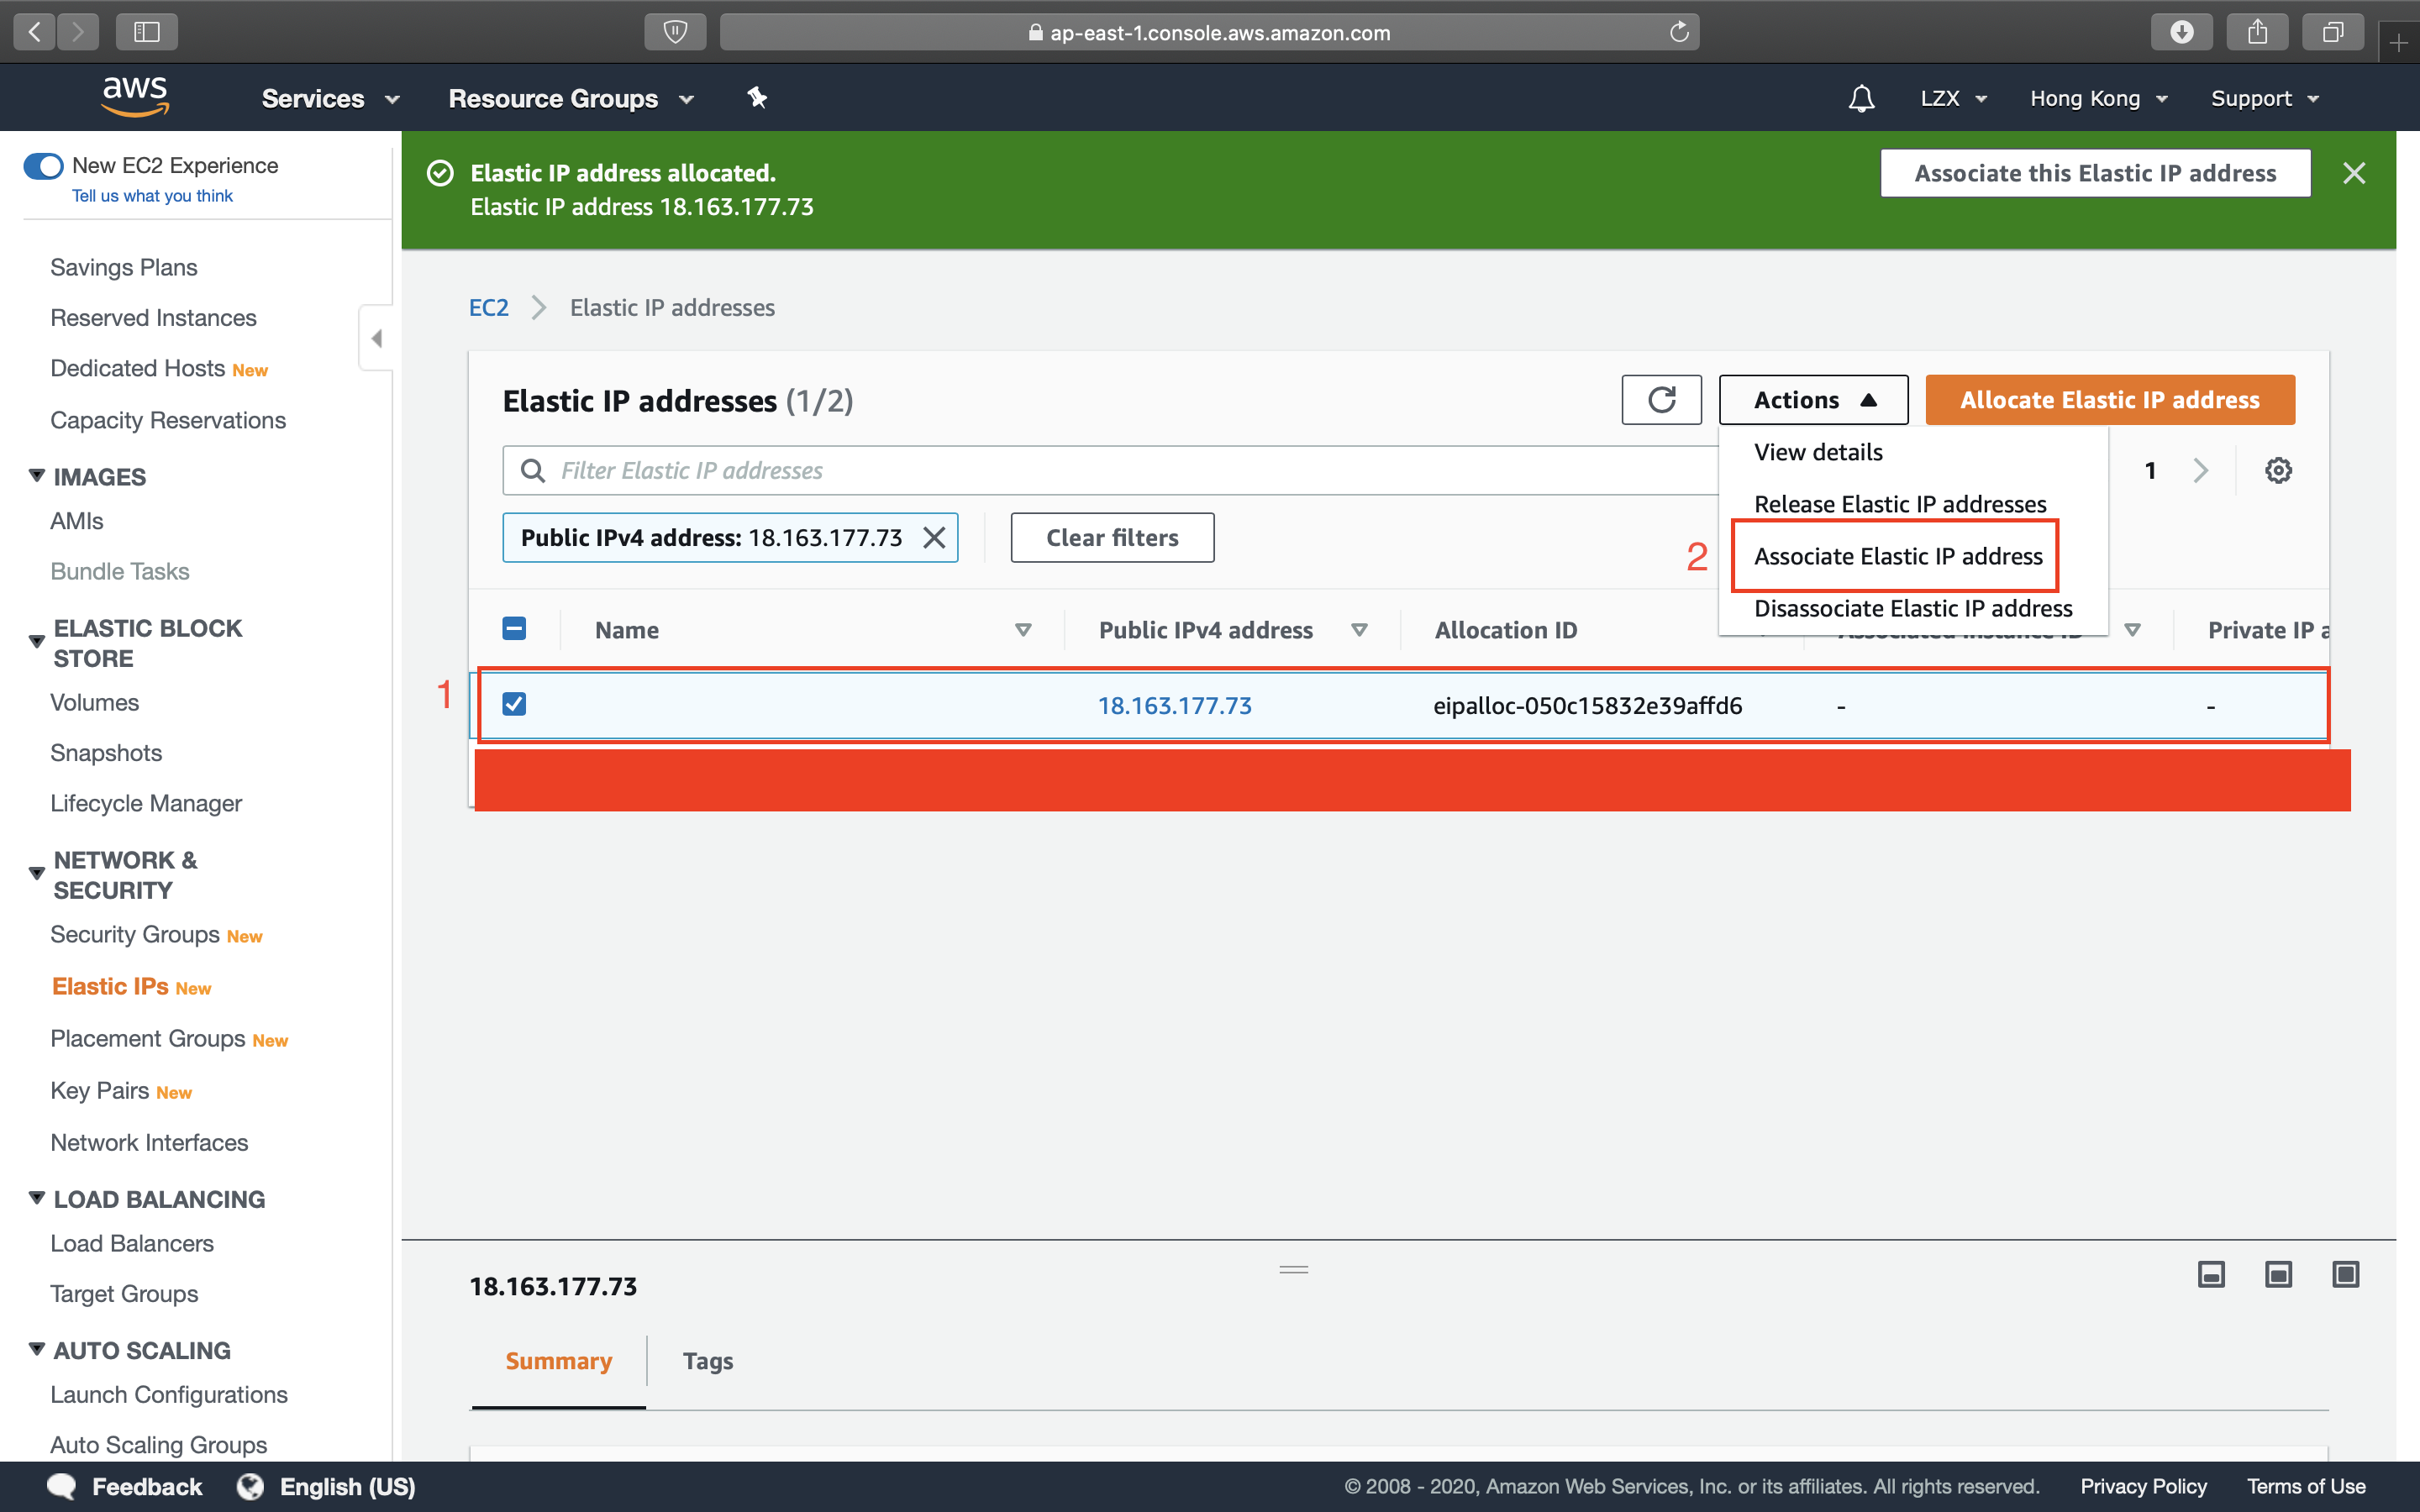 ap-east-1.console.aws.amazon.com
aws
Services
Resource Groups
LZX
Hong Kong
Support
New EC2 Experience
Tell us what you think
Savings Plans
Reserved Instances
Dedicated Hosts New
Capacity Reservations
IMAGES
AMIs
Bundle Tasks
ELASTIC BLOCK
STORE
Volumes
Snapshots
Lifecycle Manager
NETWORK &
SECURITY
Security Groups New
Elastic IPs New
Placement Groups New
Key Pairs New
Network Interfaces
LOAD BALANCING
Load Balancers
Target Groups
AUTO SCALING
Launch Configurations
Auto Scaling Groups
Elastic IP address allocated.
Elastic IP address 18.163.177.73
Associate this Elastic IP address
EC2
Elastic IP addresses
Elastic IP addresses (1/2)
Actions
Allocate Elastic IP address
Filter Elastic IP addresses
1
View details
Release Elastic IP addresses
2
Associate Elastic IP address
Disassociate Elastic IP address
Public IPv4 address: 18.163.177.73
Clear filters
Name
Public IPv4 address
Allocation ID
Private IP a
1
18.163.177.73
eipalloc-050c15832e39affd6
-
-
18.163.177.73
Summary
Tags
Feedback
English (US)
© 2008 - 2020, Amazon Web Services, Inc. or its affiliates. All rights reserved.
Privacy Policy
Terms of Use